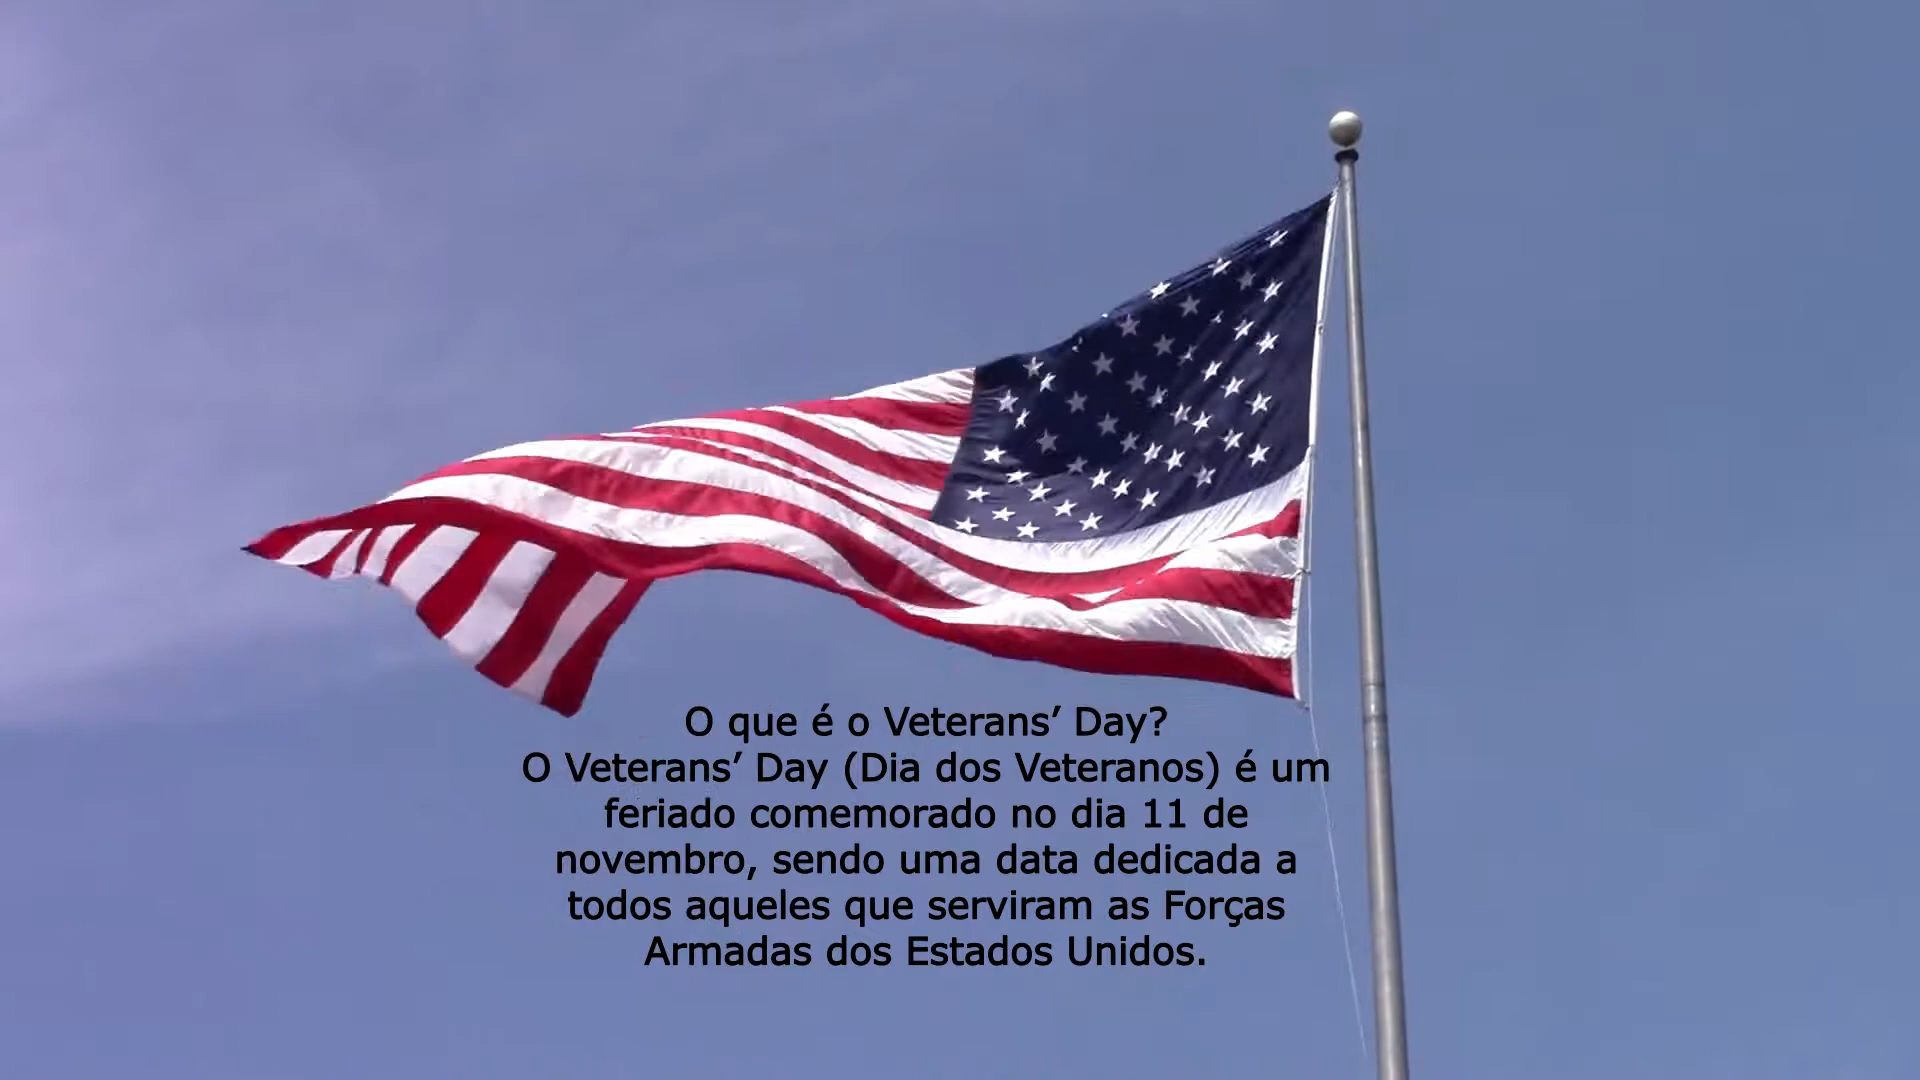 O que é o Veterans’ Day?
O Veterans’ Day (Dia dos Veteranos) é um
feriado comemorado no dia 11 de
novembro, sendo uma data dedicada a
todos aqueles que serviram as Forças
Armadas dos Estados Unidos.